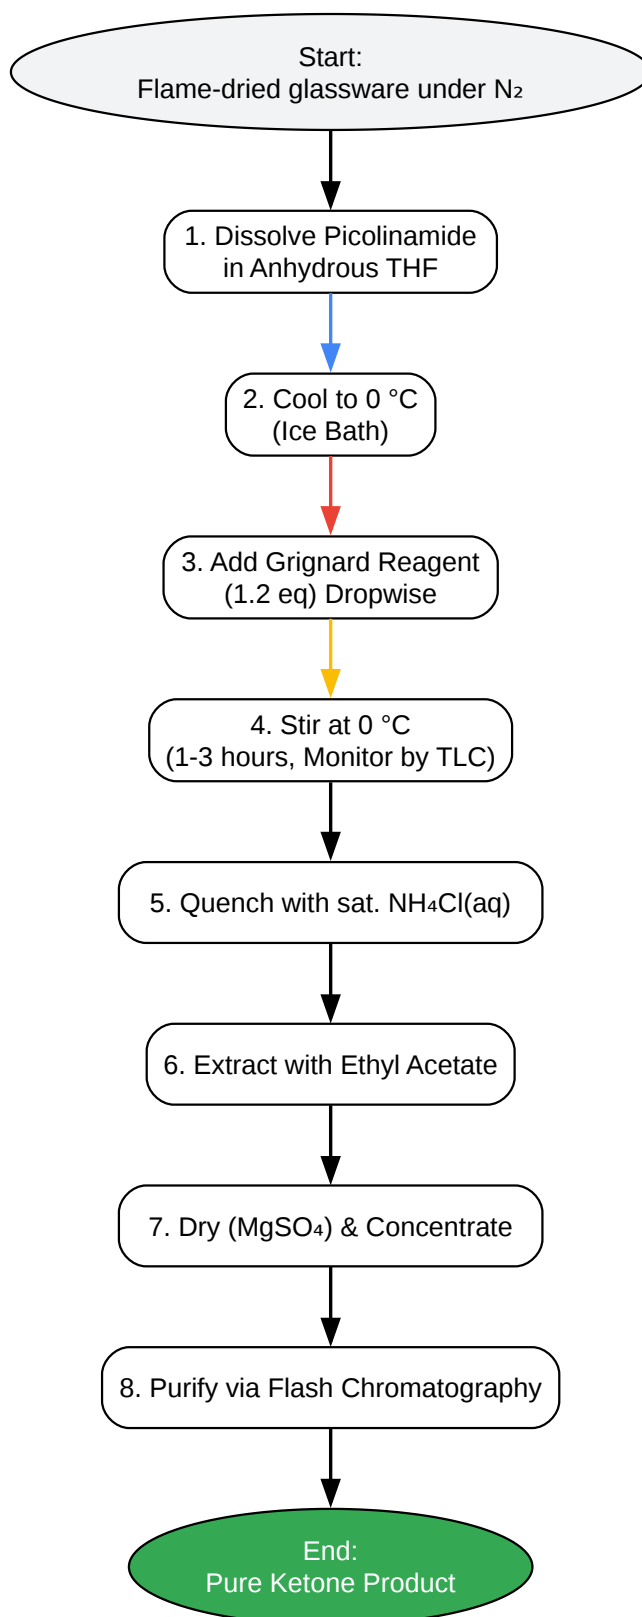 Start:
Flame-dried glassware under N₂
1. Dissolve Picolinamide
in Anhydrous THF
2. Cool to 0 °C
(Ice Bath)
3. Add Grignard Reagent
(1.2 eq) Dropwise
4. Stir at 0 °C
(1-3 hours, Monitor by TLC)
5. Quench with sat. NH₄Cl(aq)
6. Extract with Ethyl Acetate
7. Dry (MgSO₄) & Concentrate
8. Purify via Flash Chromatography
End:
Pure Ketone Product